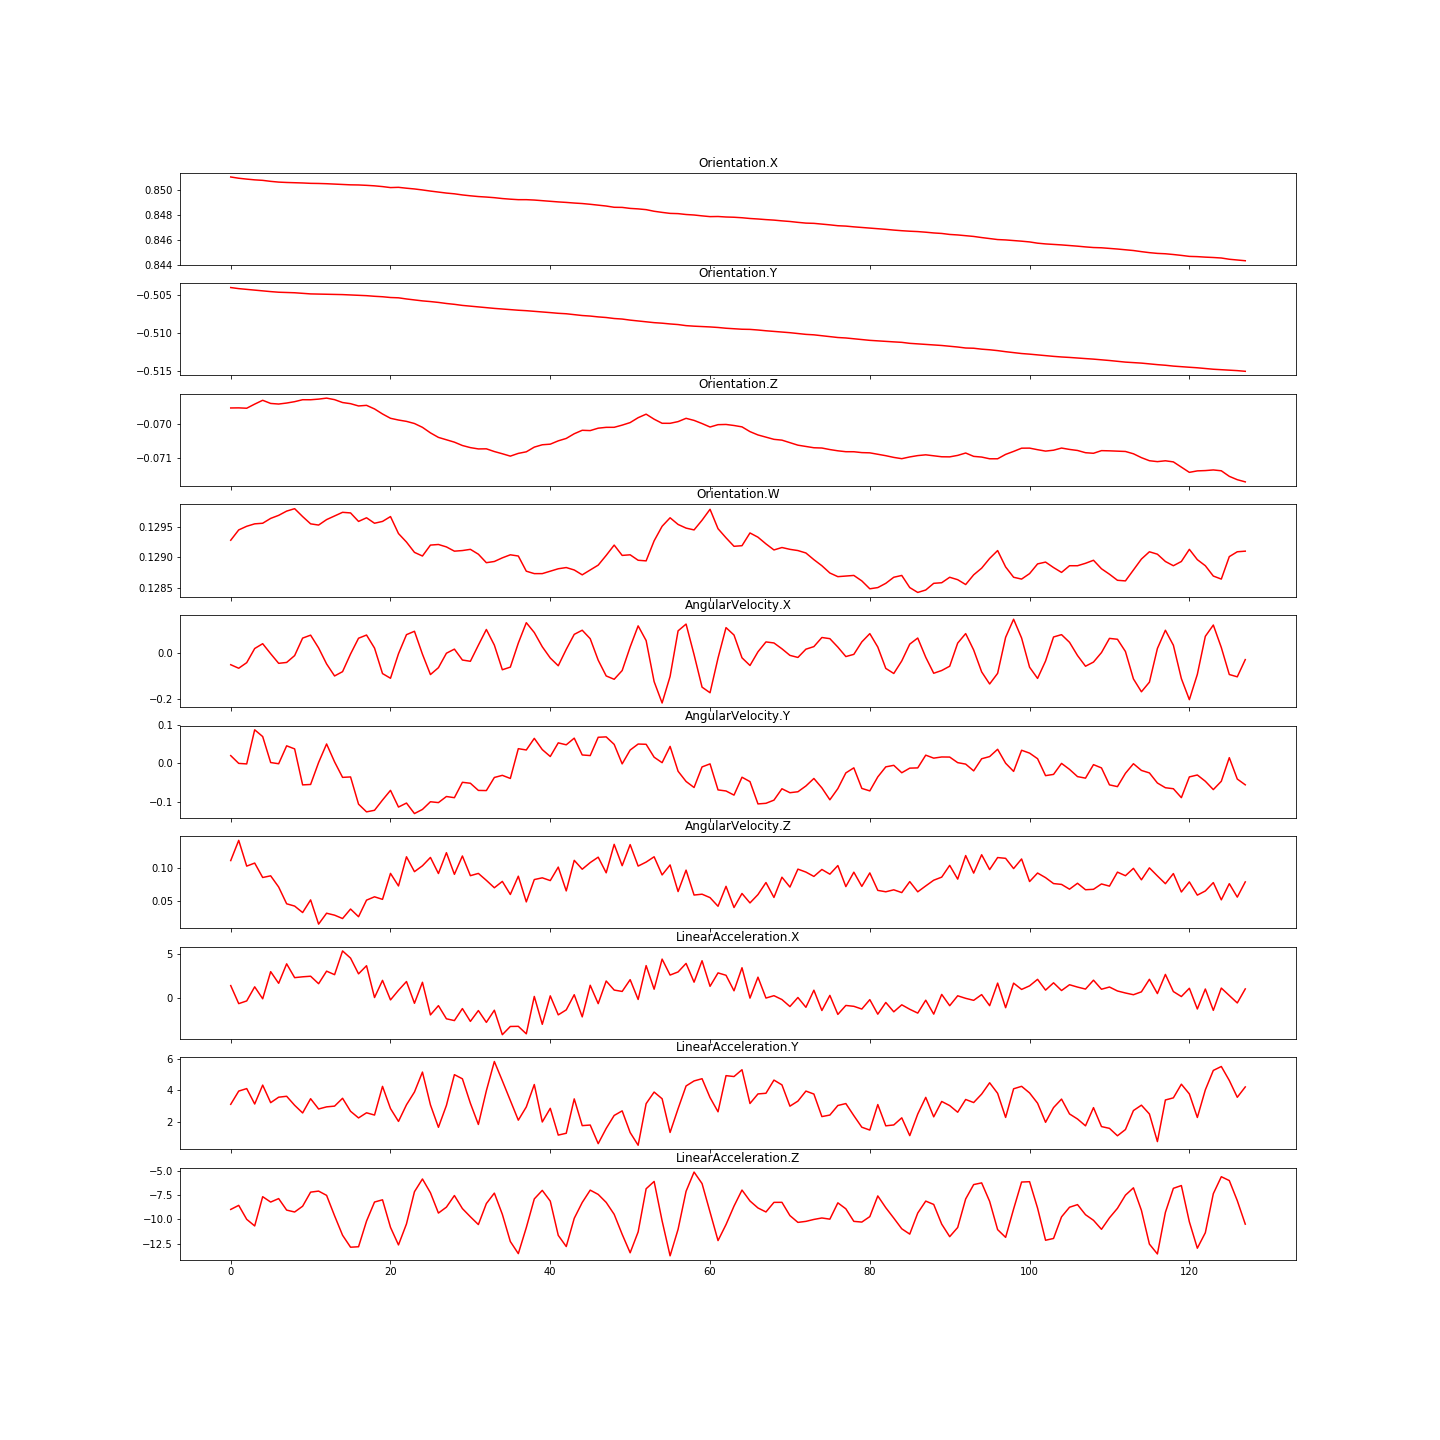 Orientation.X
0.850
0.848
0.846
0.844
Orientation.Y
−0.505
−0.510
−0.515
Orientation.Z
−0.070
−0.071
Orientation.W
0.1295
0.1290
0.1285
AngularVelocity.X
0.0
−0.2
AngularVelocity.Y
0.1
0.0
−0.1
AngularVelocity.Z
0.10
0.05
LinearAcceleration.X
5
0
LinearAcceleration.Y
6
4
2
LinearAcceleration.Z
−5.0
−7.5
−10.0
−12.5
0 20 40 60 80 100 120